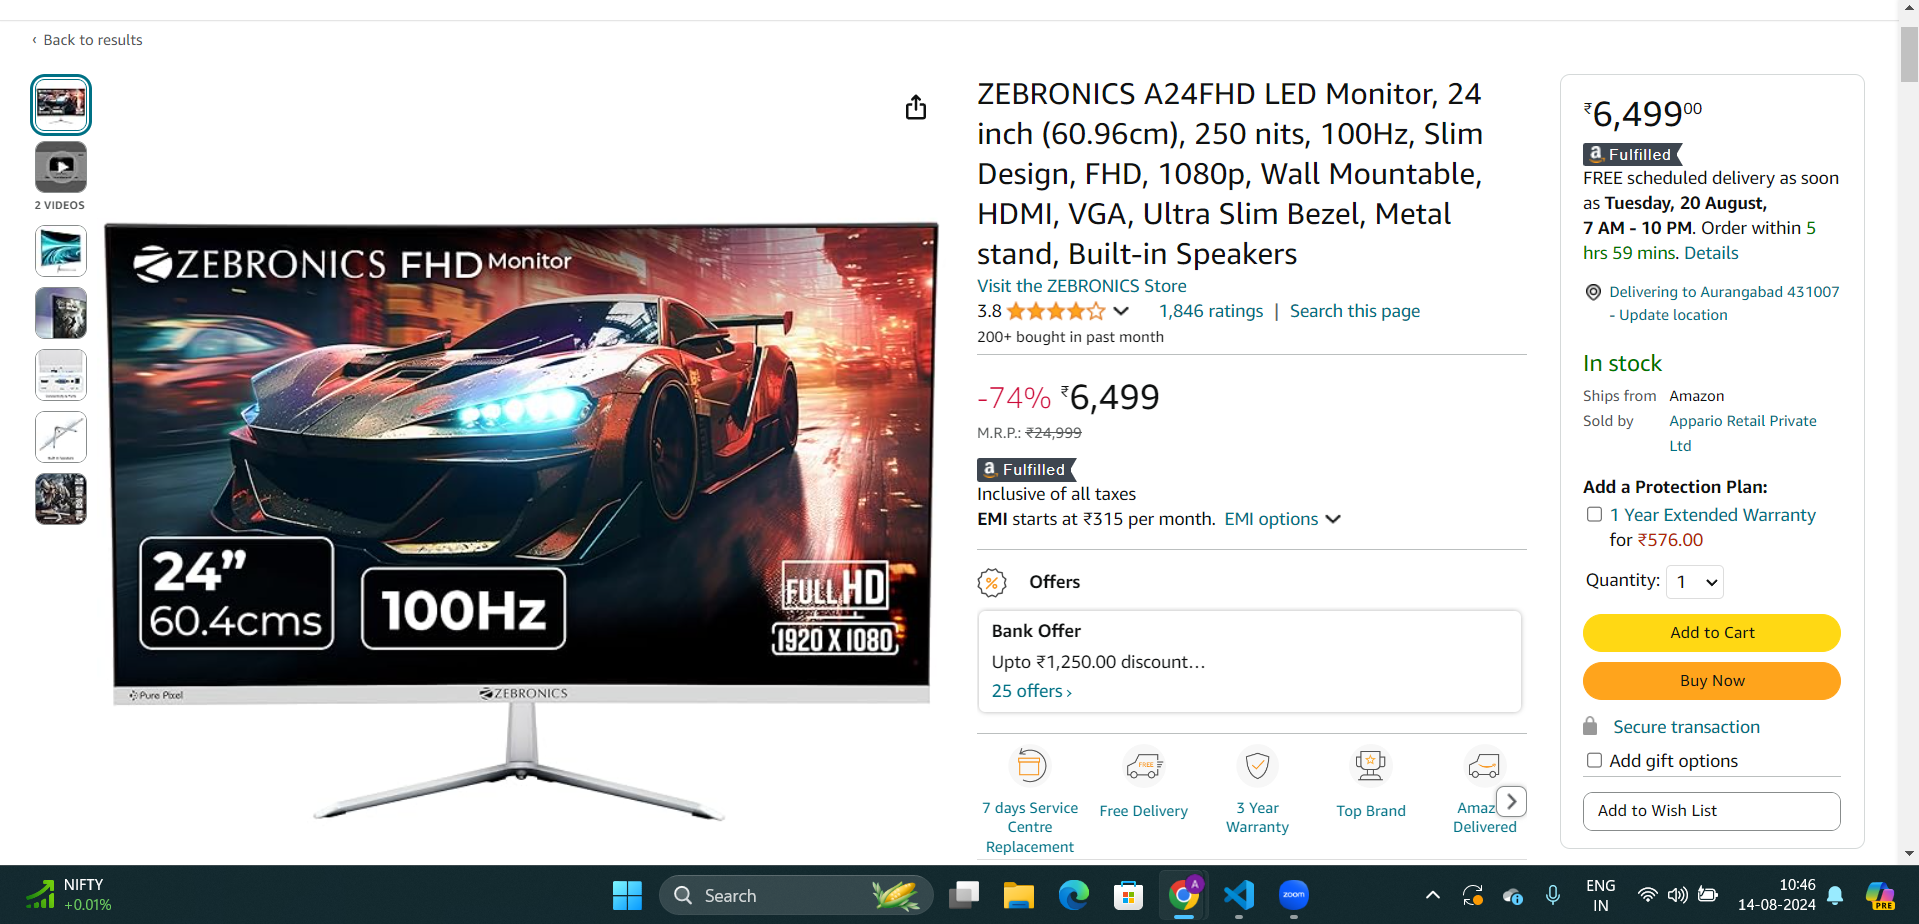 ‹ Back to results
2 VIDEOS
ZEBRONICS FHD Monitor
24”
60.4cms
100Hz
FULL HD
1920 X 1080
Pure Pixel
ZEBRONICS
ZEBRONICS A24FHD LED Monitor, 24
inch (60.96cm), 250 nits, 100Hz, Slim
Design, FHD, 1080p, Wall Mountable,
HDMI, VGA, Ultra Slim Bezel, Metal
stand, Built-in Speakers
Visit the ZEBRONICS Store
3.8 1,846 ratings | Search this page
200+ bought in past month
-74% ₹6,499
M.R.P.: ₹24,999
a Fulfilled
Inclusive of all taxes
EMI starts at ₹315 per month. EMI options
% Offers
Bank Offer
Upto ₹1,250.00 discount…
25 offers ›
7 days Service
Centre
Replacement
FREE
Free Delivery
3 Year
Warranty
Top Brand
Amaz
Delivered
₹6,49900
a Fulfilled
FREE scheduled delivery as soon
as Tuesday, 20 August,
7 AM - 10 PM. Order within 5
hrs 59 mins. Details
Delivering to Aurangabad 431007
- Update location
In stock
Ships from Amazon
Sold by Appario Retail Private
Ltd
Add a Protection Plan:
1 Year Extended Warranty
for ₹576.00
Quantity: 1
Add to Cart
Buy Now
Secure transaction
Add gift options
Add to Wish List
NIFTY
+0.01%
Search
A
zoom
ENG
IN
10:46
14-08-2024
PRE